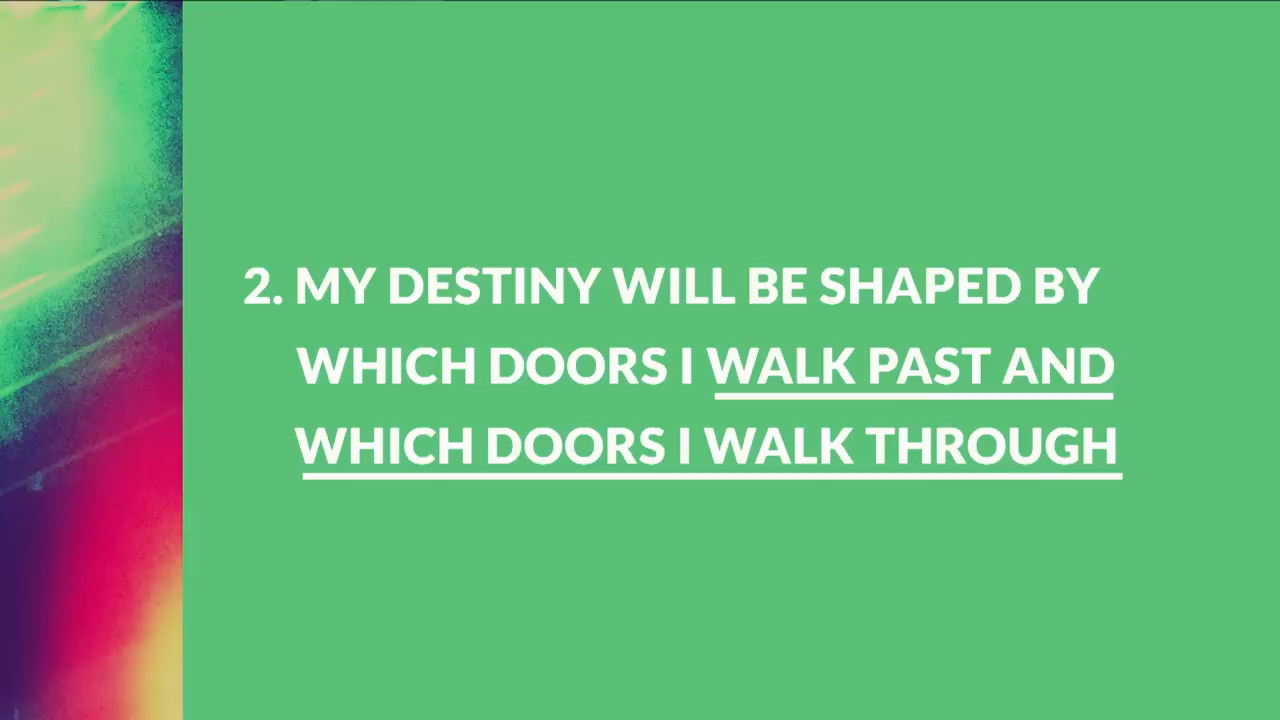 2. MY DESTINY WILL BE SHAPED BY
WHICH DOORS I WALK PAST AND
WHICH DOORS I WALK THROUGH